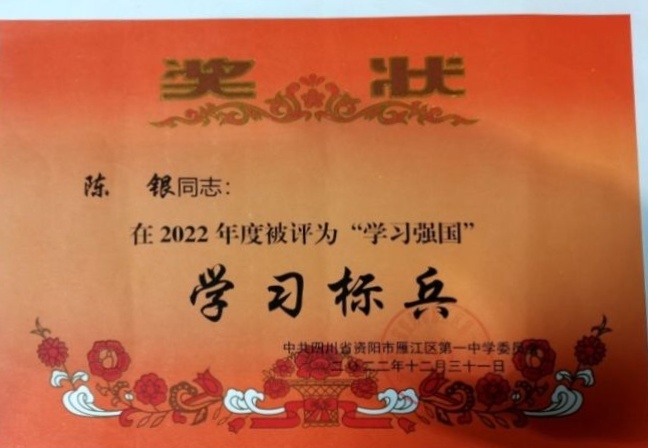 奖 状
陈 银同志：
在2022年度被评为“学习强国”
学习标兵
中共四川省资阳市雁江区第一中学委员会
二〇二二年十二月三十一日